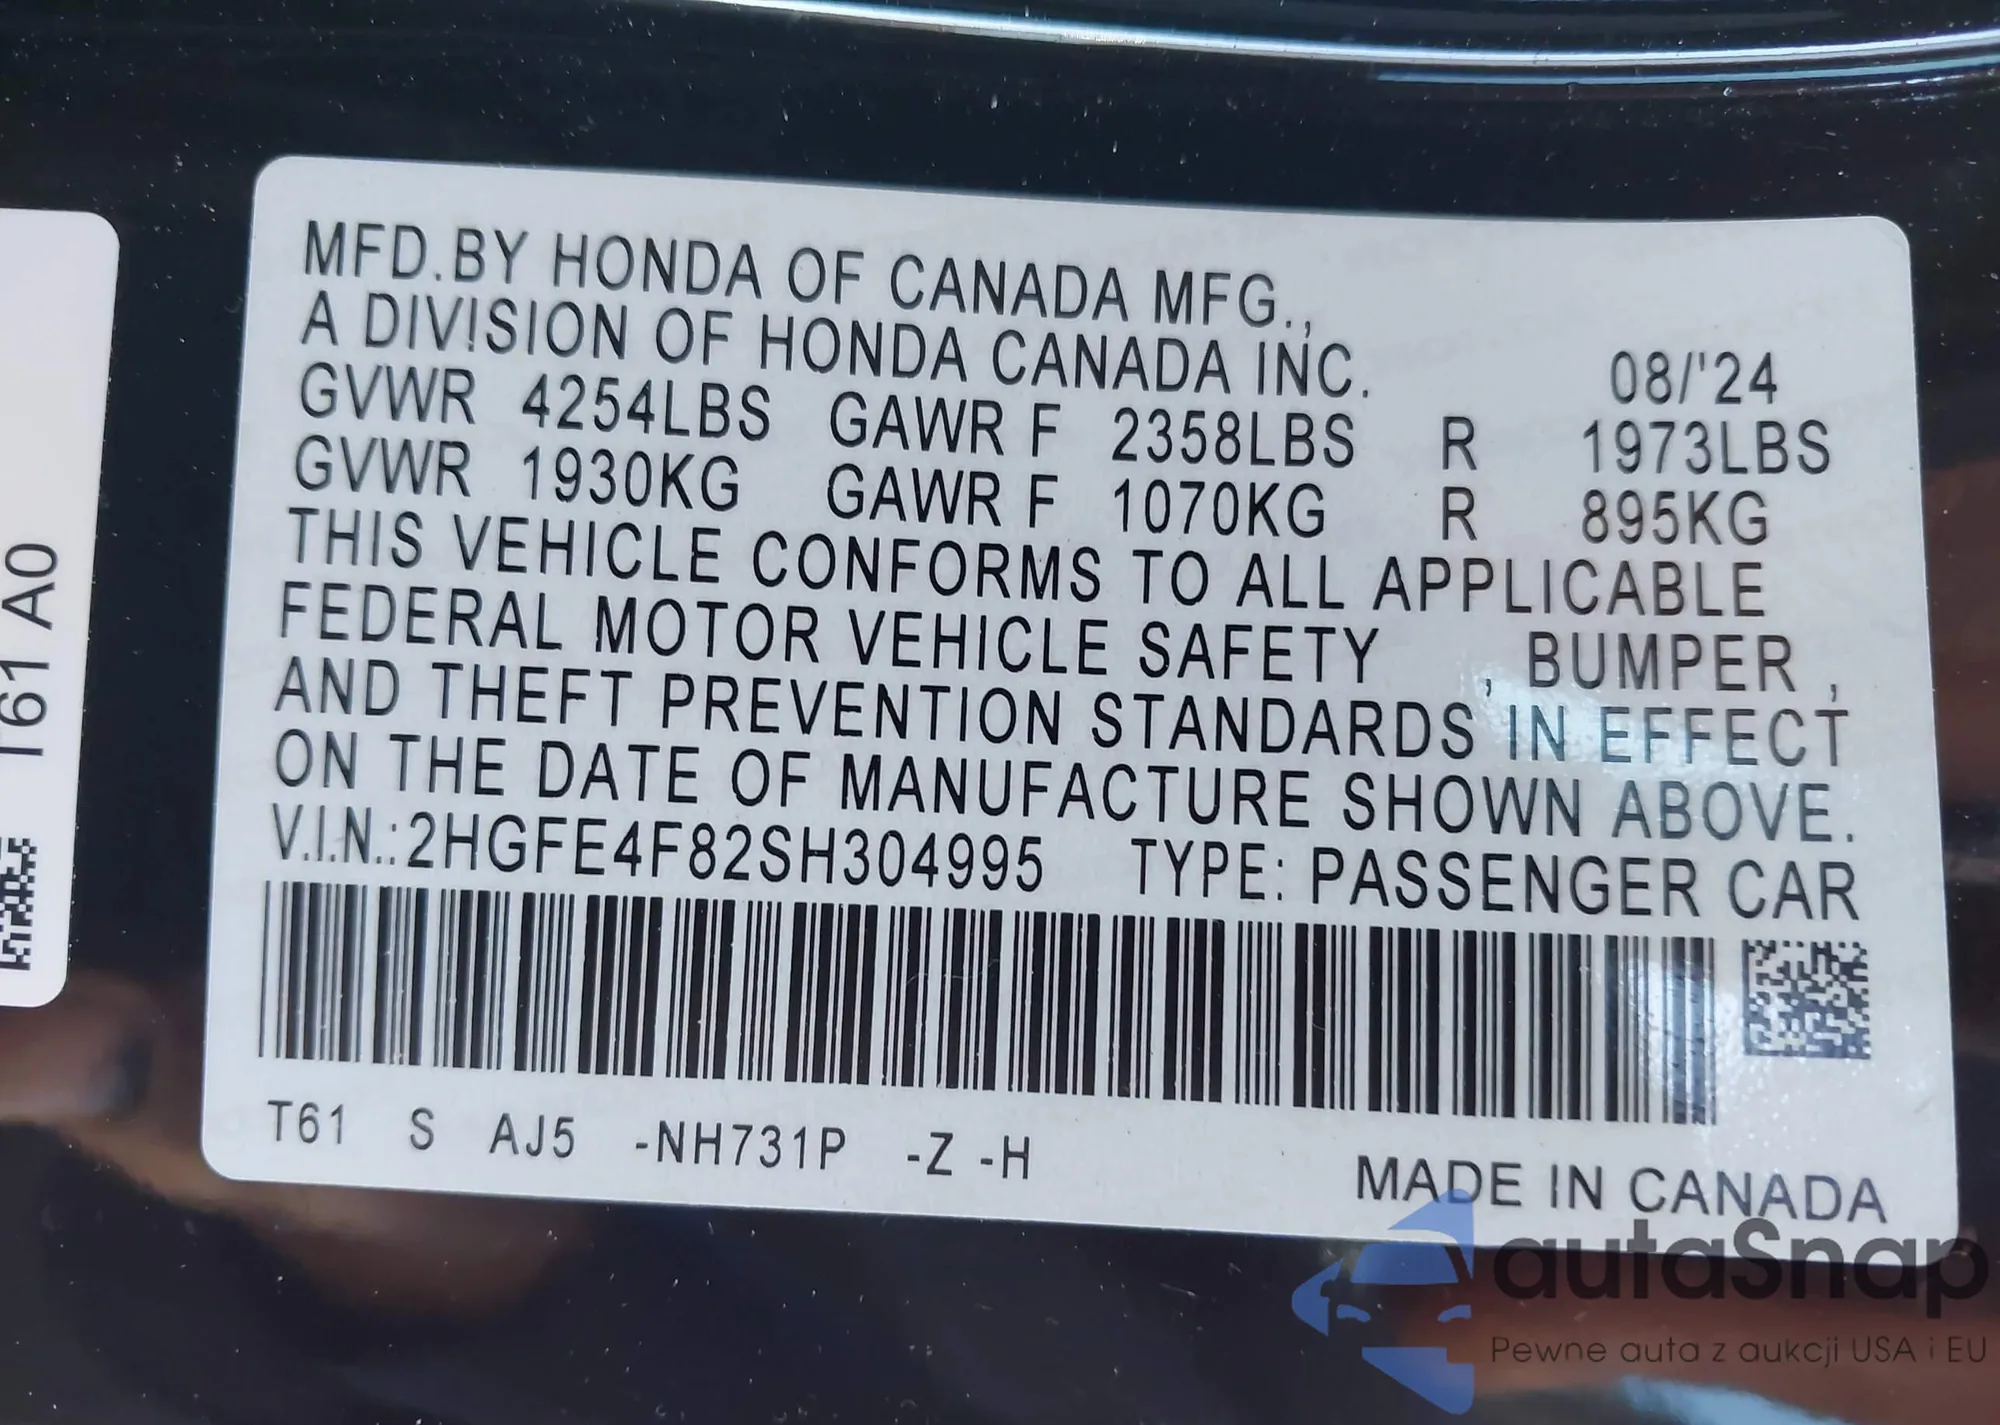 MFD.BY HONDA OF CANADA MFG.,
A DIVISION OF HONDA CANADA INC. 08/'24
GVWR 4254LBS GAWR F 2358LBS R 1973LBS
GVWR 1930KG GAWR F 1070KG R 895KG
THIS VEHICLE CONFORMS TO ALL APPLICABLE
FEDERAL MOTOR VEHICLE SAFETY , BUMPER ,
AND THEFT PREVENTION STANDARDS IN EFFECT
ON THE DATE OF MANUFACTURE SHOWN ABOVE.
V.I.N.:2HGFE4F82SH304995 TYPE: PASSENGER CAR
T61 S AJ5 -NH731P -Z -H
MADE IN CANADA
T61 A0
autaSnap
Pewne auta z aukcji USA i EU